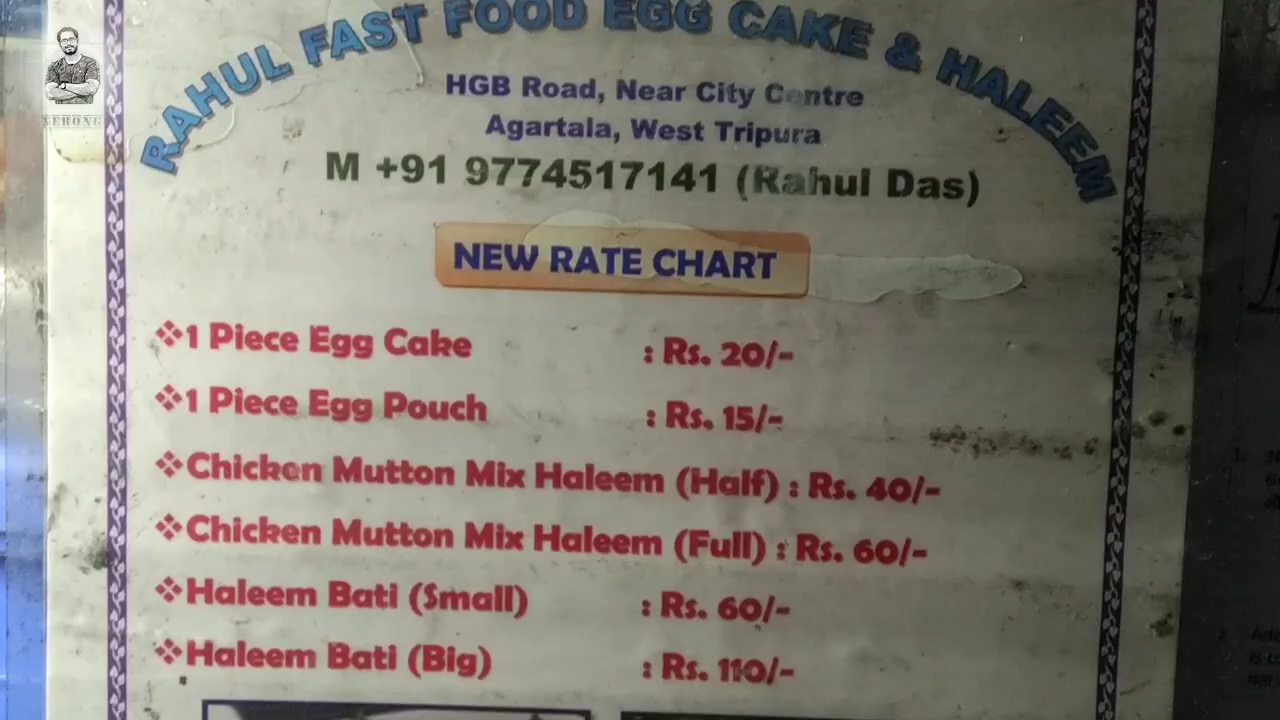 RAHUL FAST FOOD EGG CAKE & HALEEM
HGB Road, Near City Centre
Agartala, West Tripura
M +91 9774517141 (Rahul Das)
NEW RATE CHART
❖1 Piece Egg Cake : Rs. 20/-
❖1 Piece Egg Pouch : Rs. 15/-
❖Chicken Mutton Mix Haleem (Half) : Rs. 40/-
❖Chicken Mutton Mix Haleem (Full) : Rs. 60/-
❖Haleem Bati (Small) : Rs. 60/-
❖Haleem Bati (Big) : Rs. 110/-